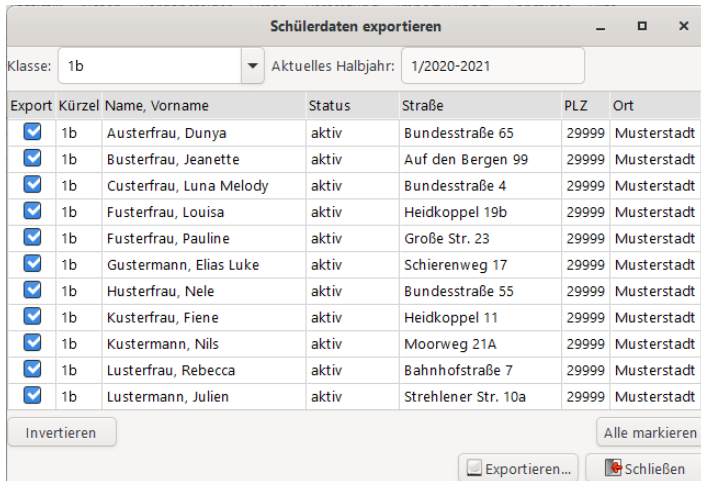 Schülerdaten exportieren
Klasse: 1b Aktuelles Halbjahr: 1/2020-2021
Export Kürzel Name, Vorname Status Straße PLZ Ort
1b Austerfrau, Dunya aktiv Bundesstraße 65 29999 Musterstadt
1b Busterfrau, Jeanette aktiv Auf den Bergen 99 29999 Musterstadt
1b Custerfrau, Luna Melody aktiv Bundesstraße 4 29999 Musterstadt
1b Fusterfrau, Louisa aktiv Heidkoppel 19b 29999 Musterstadt
1b Fusterfrau, Pauline aktiv Große Str. 23 29999 Musterstadt
1b Gustermann, Elias Luke aktiv Schierenweg 17 29999 Musterstadt
1b Husterfrau, Nele aktiv Bundesstraße 55 29999 Musterstadt
1b Kusterfrau, Fiene aktiv Heidkoppel 11 29999 Musterstadt
1b Kustermann, Nils aktiv Moorweg 21A 29999 Musterstadt
1b Lusterfrau, Rebecca aktiv Bahnhofstraße 7 29999 Musterstadt
1b Lustermann, Julien aktiv Strehlener Str. 10a 29999 Musterstadt
Invertieren Alle markieren
Exportieren... Schließen